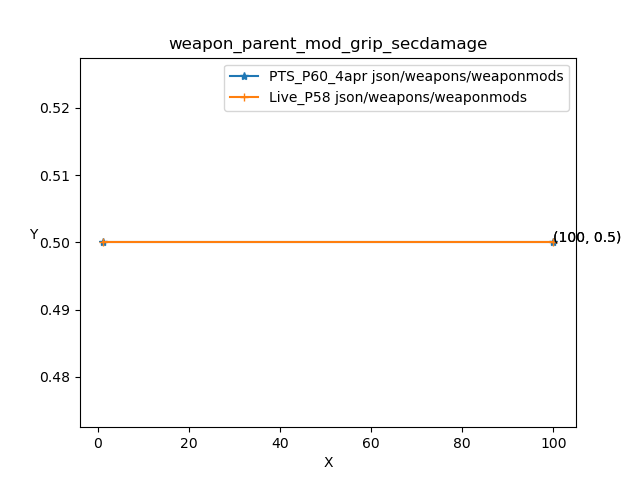 weapon_parent_mod_grip_secdamage
PTS_P60_4apr json/weapons/weaponmods
Live_P58 json/weapons/weaponmods
0.52
0.51
0.50
0.49
0.48
Y
(100, 0.5)
0 20 40 60 80 100
X